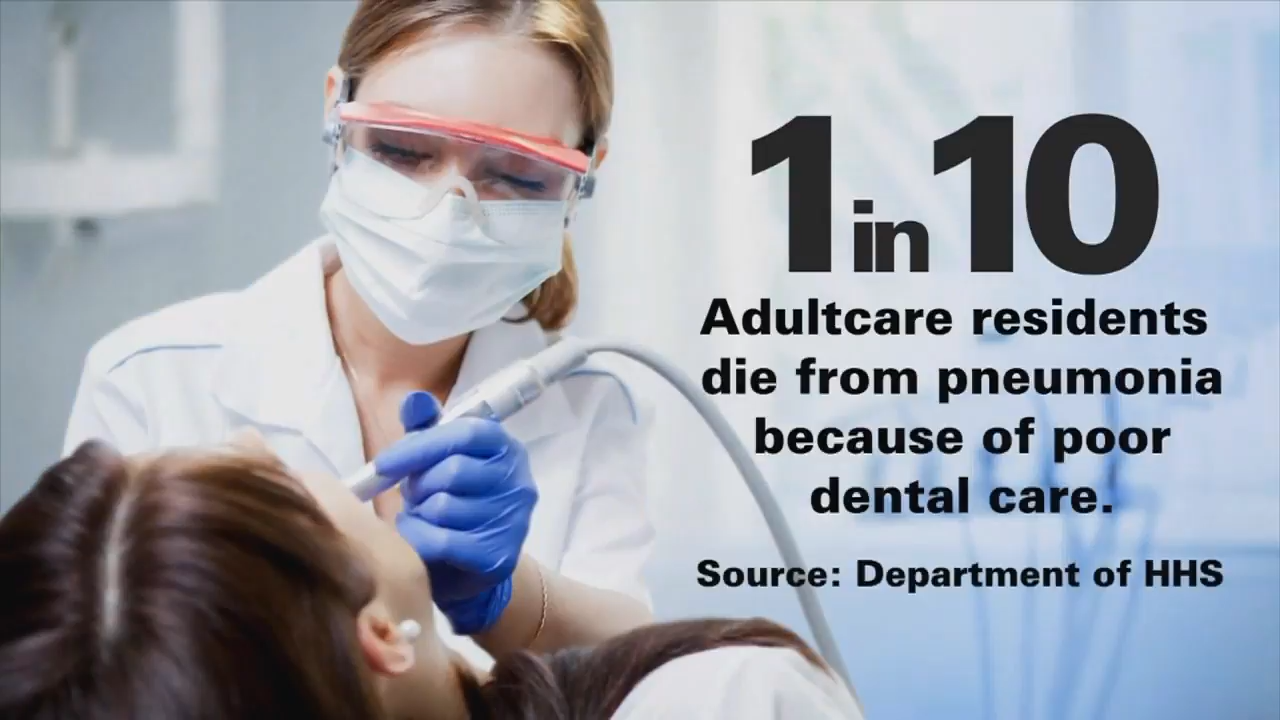 1 in 10
Adultcare residents
die from pneumonia
because of poor
dental care.
Source: Department of HHS